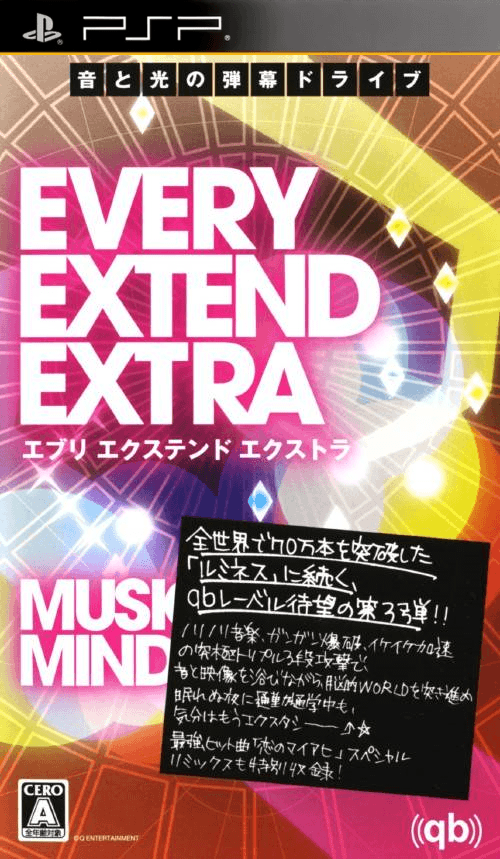 PSP
音と光の弾幕ドライブ
EVERY
EXTEND
EXTRA
エブリ エクステンド エクストラ
MUSI
MIND
全世界で70万本を突破した
「ルミネス」に続く、
qbレーベル待望の第3弾!!
ノリノリ音楽、ガンガン爆破、イケイケ加速
の究極トリプル3段攻撃で、
音と映像を浴びながら脳内WORLDを突き進め
眠れぬ夜に通勤通学中も、
気分はもうエクスタシー——↑☆
最強ヒット曲「恋のマイアヒ」スペシャル
リミックスも特別収録!
CERO
A
全年齢対象
©Q ENTERTAINMENT
((qb))